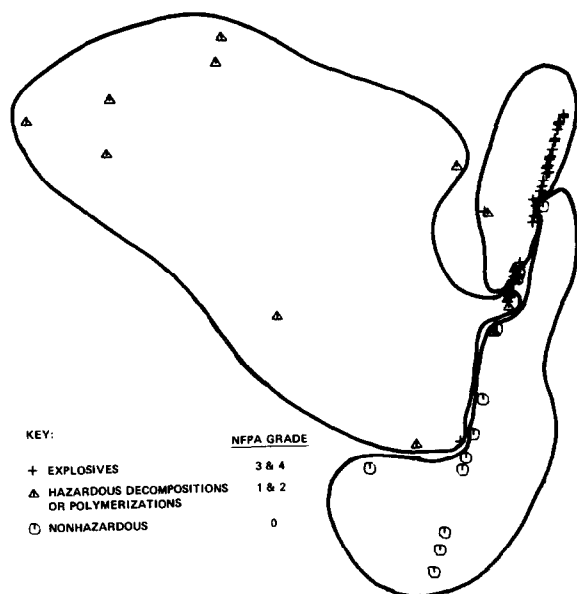 KEY:
NFPA GRADE
+ EXPLOSIVES 3 & 4
HAZARDOUS DECOMPOSITIONS 1 & 2
OR POLYMERIZATIONS
NONHAZARDOUS 0